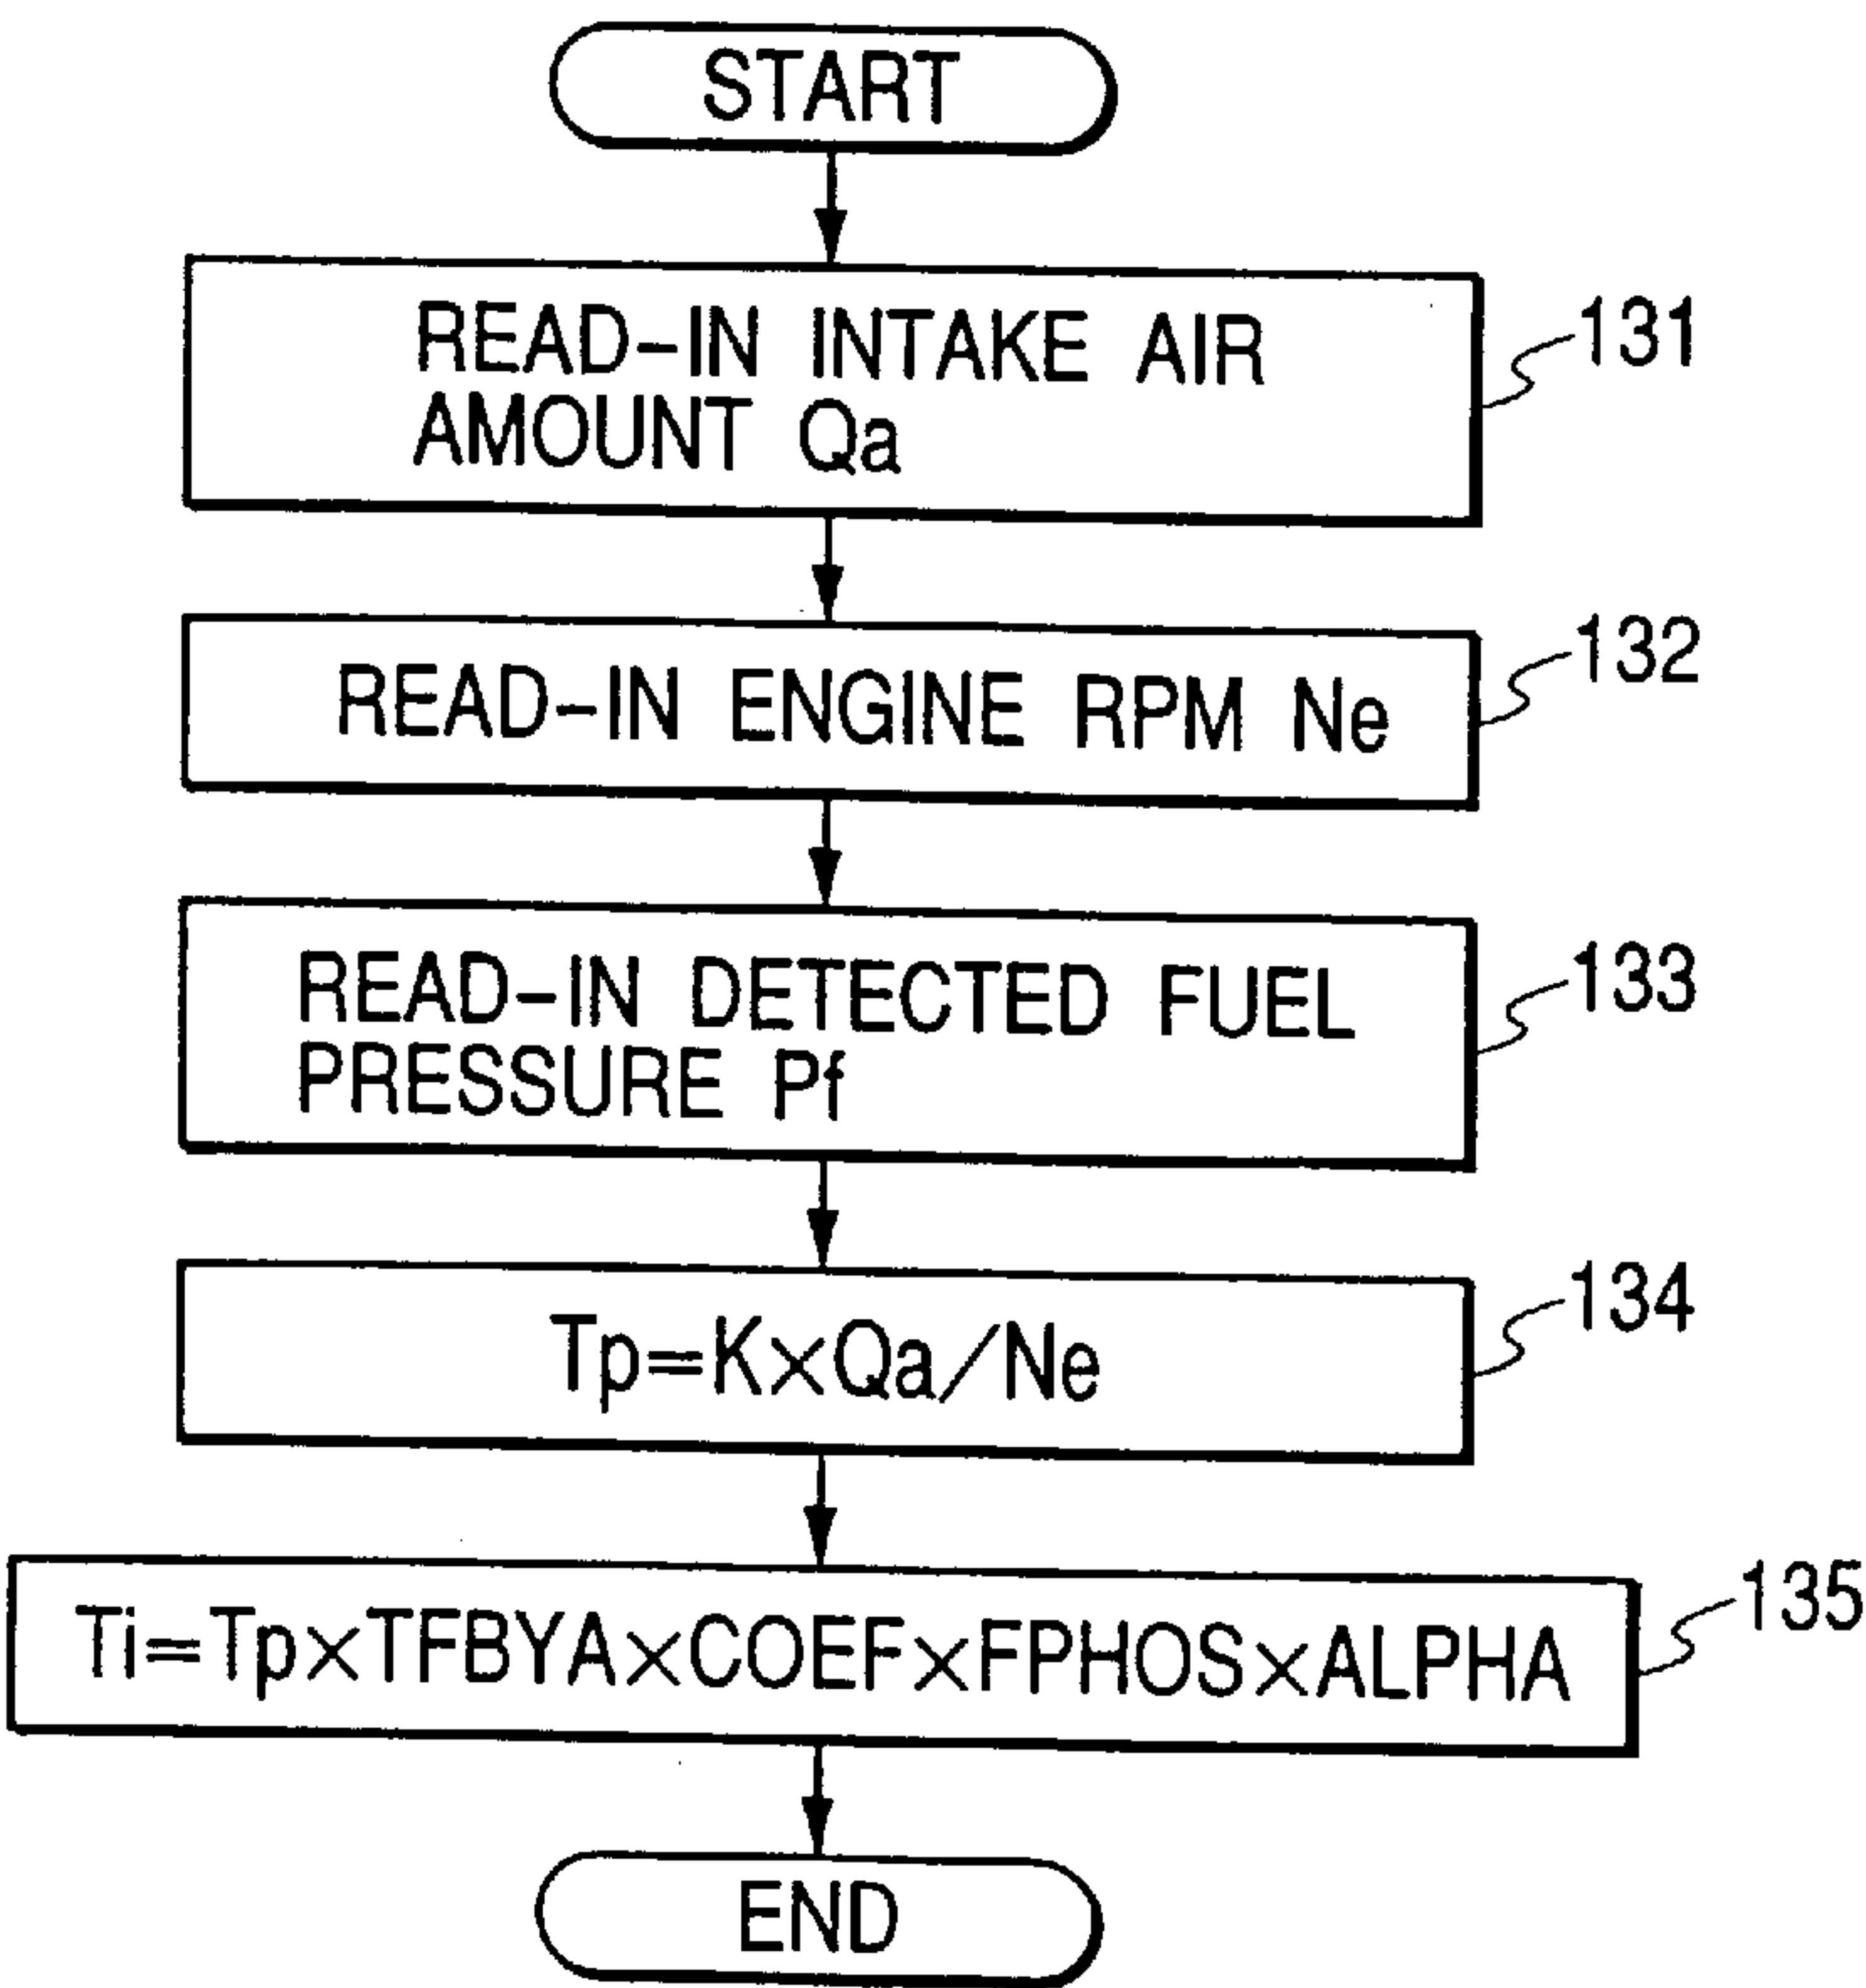 START
READ-IN INTAKE AIR
AMOUNT Qa
131
READ-IN ENGINE RPM Ne
132
READ-IN DETECTED FUEL
PRESSURE Pf
133
Tp=K×Qa/Ne
134
Ti=Tp×TFBYA×COEF×FPHOS×ALPHA
135
END